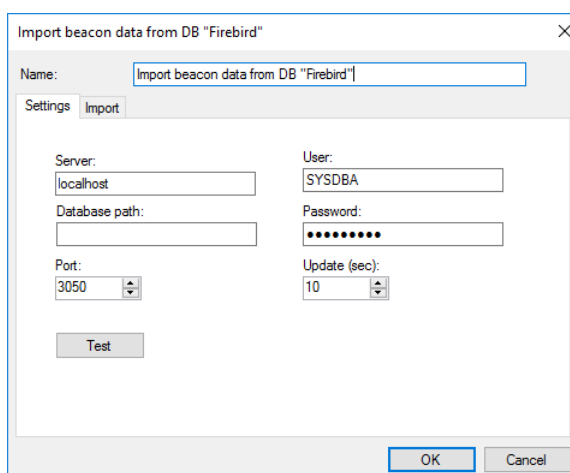 Import beacon data from DB "Firebird"
Name: Import beacon data from DB "Firebird"
Settings Import
Server: User:
localhost SYSDBA
Database path: Password:
●●●●●●●●●
Port: Update (sec):
3050 10
Test
OK Cancel